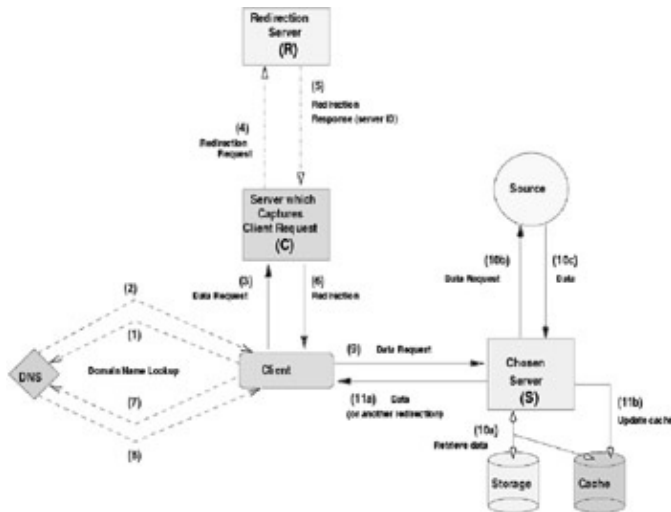 Redirection
Server
(R)
(5)
Redirection
Response (server ID)
(4)
Redirection
Request
Server which
Captures
Client Request
(C)
Source
(3)
Data Request
(6)
Redirection
(10b)
Data Request
(10c)
Data
(2)
(1)
DNS
Domain Name Lookup
(7)
(8)
Client
(9)
Data Request
(11a)
Data
(or another redirection)
Chosen
Server
(S)
(11b)
Update cache
(10a)
Retrieve data
Storage
Cache